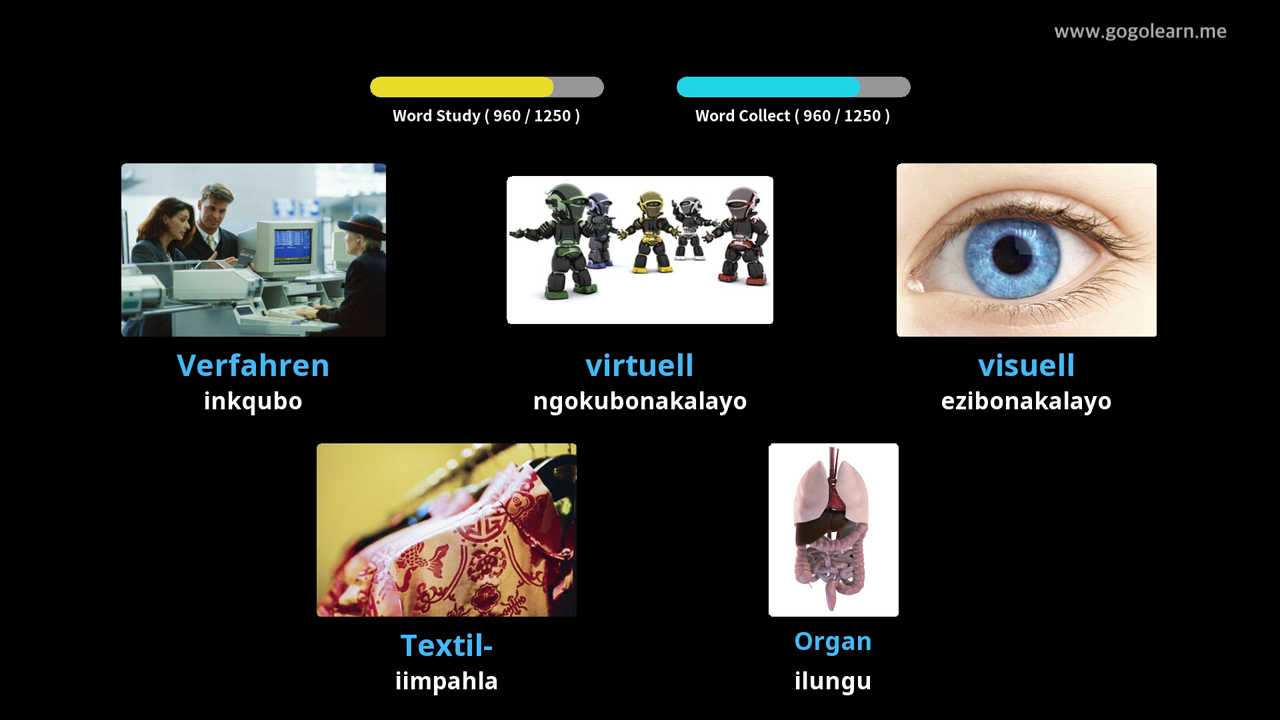 www.gogolearn.me
Word Study ( 960 / 1250 )
Word Collect ( 960 / 1250 )
Verfahren
inkqubo
virtuell
ngokubonakalayo
visuell
ezibonakalayo
Textil-
iimpahla
Organ
ilungu